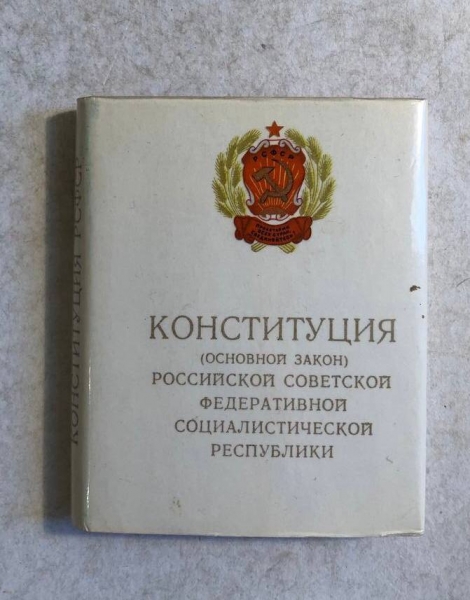 РСФСР
КОНСТИТУЦИЯ
(ОСНОВНОЙ ЗАКОН)
РОССИЙСКОЙ СОВЕТСКОЙ
ФЕДЕРАТИВНОЙ
СОЦИАЛИСТИЧЕСКОЙ
РЕСПУБЛИКИ
КОНСТИТУЦИЯ РСФСР